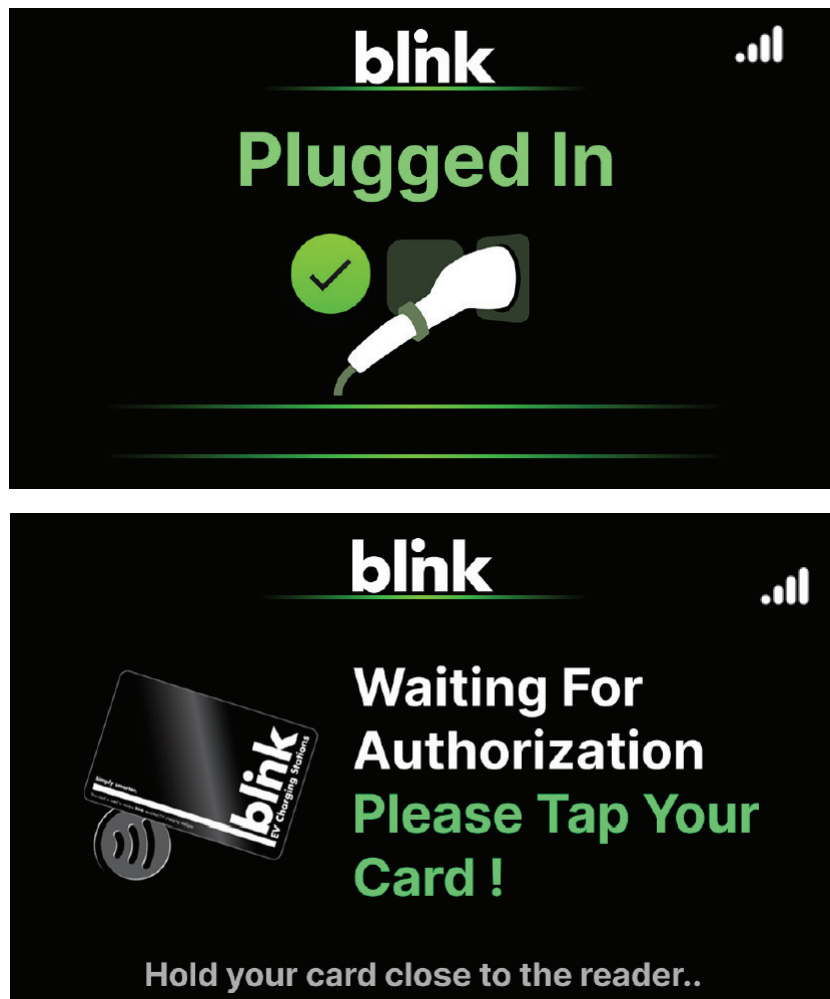 blink
Plugged In
blink
Waiting For
Authorization
Please Tap Your
Card !
Simply smarter.
blink
EV Charging Stations
Hold your card close to the reader..